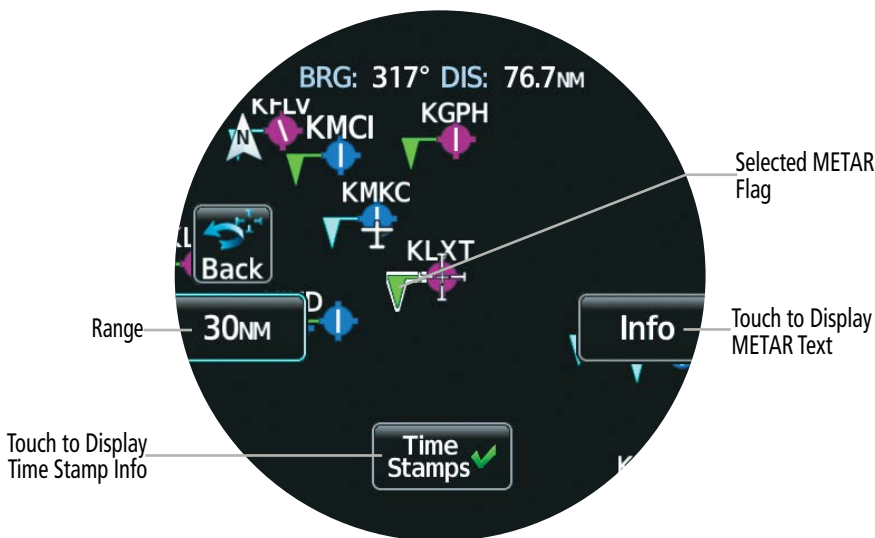 BRG: 317° DIS: 76.7NM
KFLV
KGPH
N
KMCI
Selected METAR
Flag
KMKC
KLXT
Back
30NM
Range
Info
Touch to Display
METAR Text
Time
Stamps
Touch to Display
Time Stamp Info